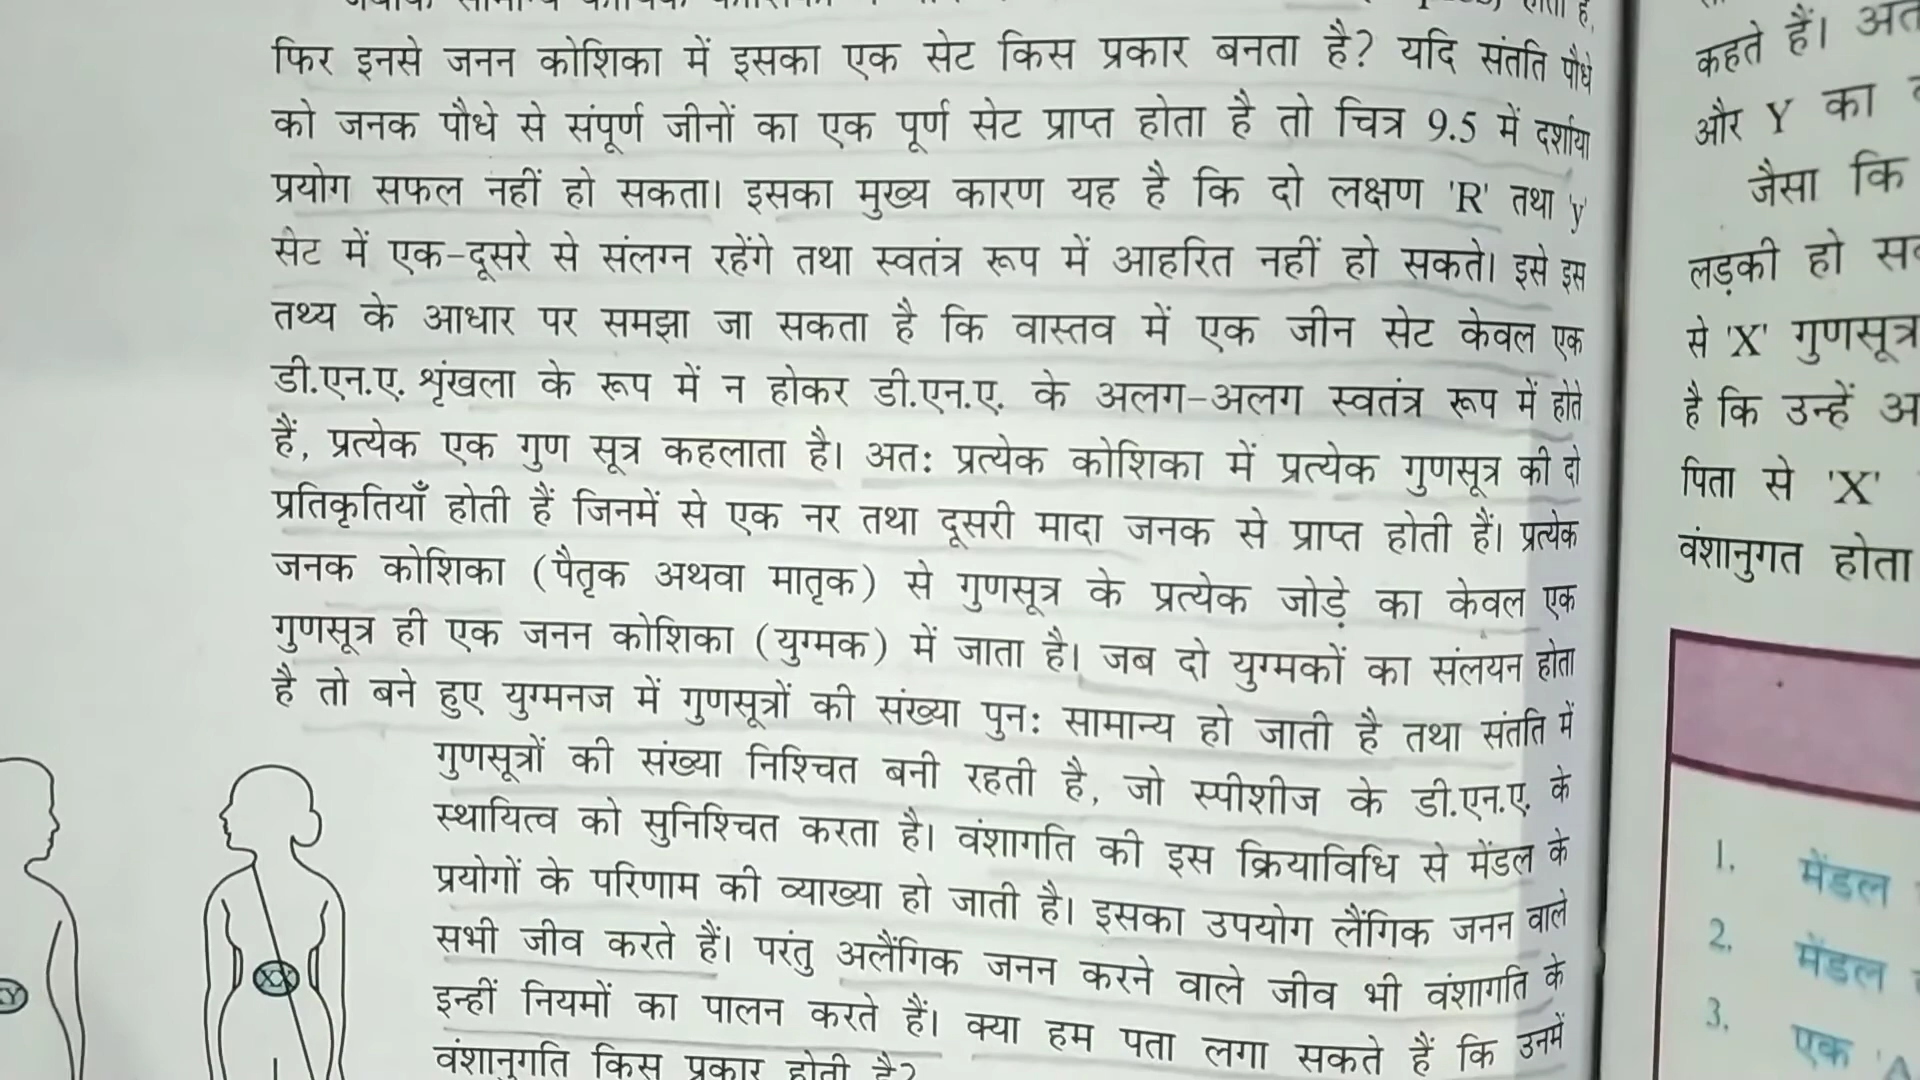 फिर इनसे जनन कोशिका में इसका एक सेट किस प्रकार बनता है? यदि संतति पौधे
को जनक पौधे से संपूर्ण जीनों का एक पूर्ण सेट प्राप्त होता है तो चित्र 9.5 में दर्शाया
प्रयोग सफल नहीं हो सकता। इसका मुख्य कारण यह है कि दो लक्षण 'R' तथा 'y'
सेट में एक-दूसरे से संलग्न रहेंगे तथा स्वतंत्र रूप में आहरित नहीं हो सकते। इसे इस
तथ्य के आधार पर समझा जा सकता है कि वास्तव में एक जीन सेट केवल एक
डी.एन.ए. शृंखला के रूप में न होकर डी.एन.ए. के अलग-अलग स्वतंत्र रूप में होते
हैं, प्रत्येक एक गुण सूत्र कहलाता है। अतः प्रत्येक कोशिका में प्रत्येक गुणसूत्र की दो
प्रतिकृतियाँ होती हैं जिनमें से एक नर तथा दूसरी मादा जनक से प्राप्त होती हैं। प्रत्येक
जनक कोशिका (पैतृक अथवा मातृक) से गुणसूत्र के प्रत्येक जोड़े का केवल एक
गुणसूत्र ही एक जनन कोशिका (युग्मक) में जाता है। जब दो युग्मकों का संलयन होता
है तो बने हुए युग्मनज में गुणसूत्रों की संख्या पुनः सामान्य हो जाती है तथा संतति में
गुणसूत्रों की संख्या निश्चित बनी रहती है, जो स्पीशीज के डी.एन.ए. के
स्थायित्व को सुनिश्चित करता है। वंशागति की इस क्रियाविधि से मेंडल के
प्रयोगों के परिणाम की व्याख्या हो जाती है। इसका उपयोग लैंगिक जनन वाले
सभी जीव करते हैं। परंतु अलैंगिक जनन करने वाले जीव भी वंशागति के
इन्हीं नियमों का पालन करते हैं। क्या हम पता लगा सकते हैं कि उनमें
वंशानुगति किस प्रकार होती है?
XX
कहते हैं।
और Y का
जैसा कि
लड़की हो
से 'X' गुणसूत्र
है कि उन्हें
पिता से 'X'
वंशानुगत होता
1. मेंडल
2. मेंडल
3. एक